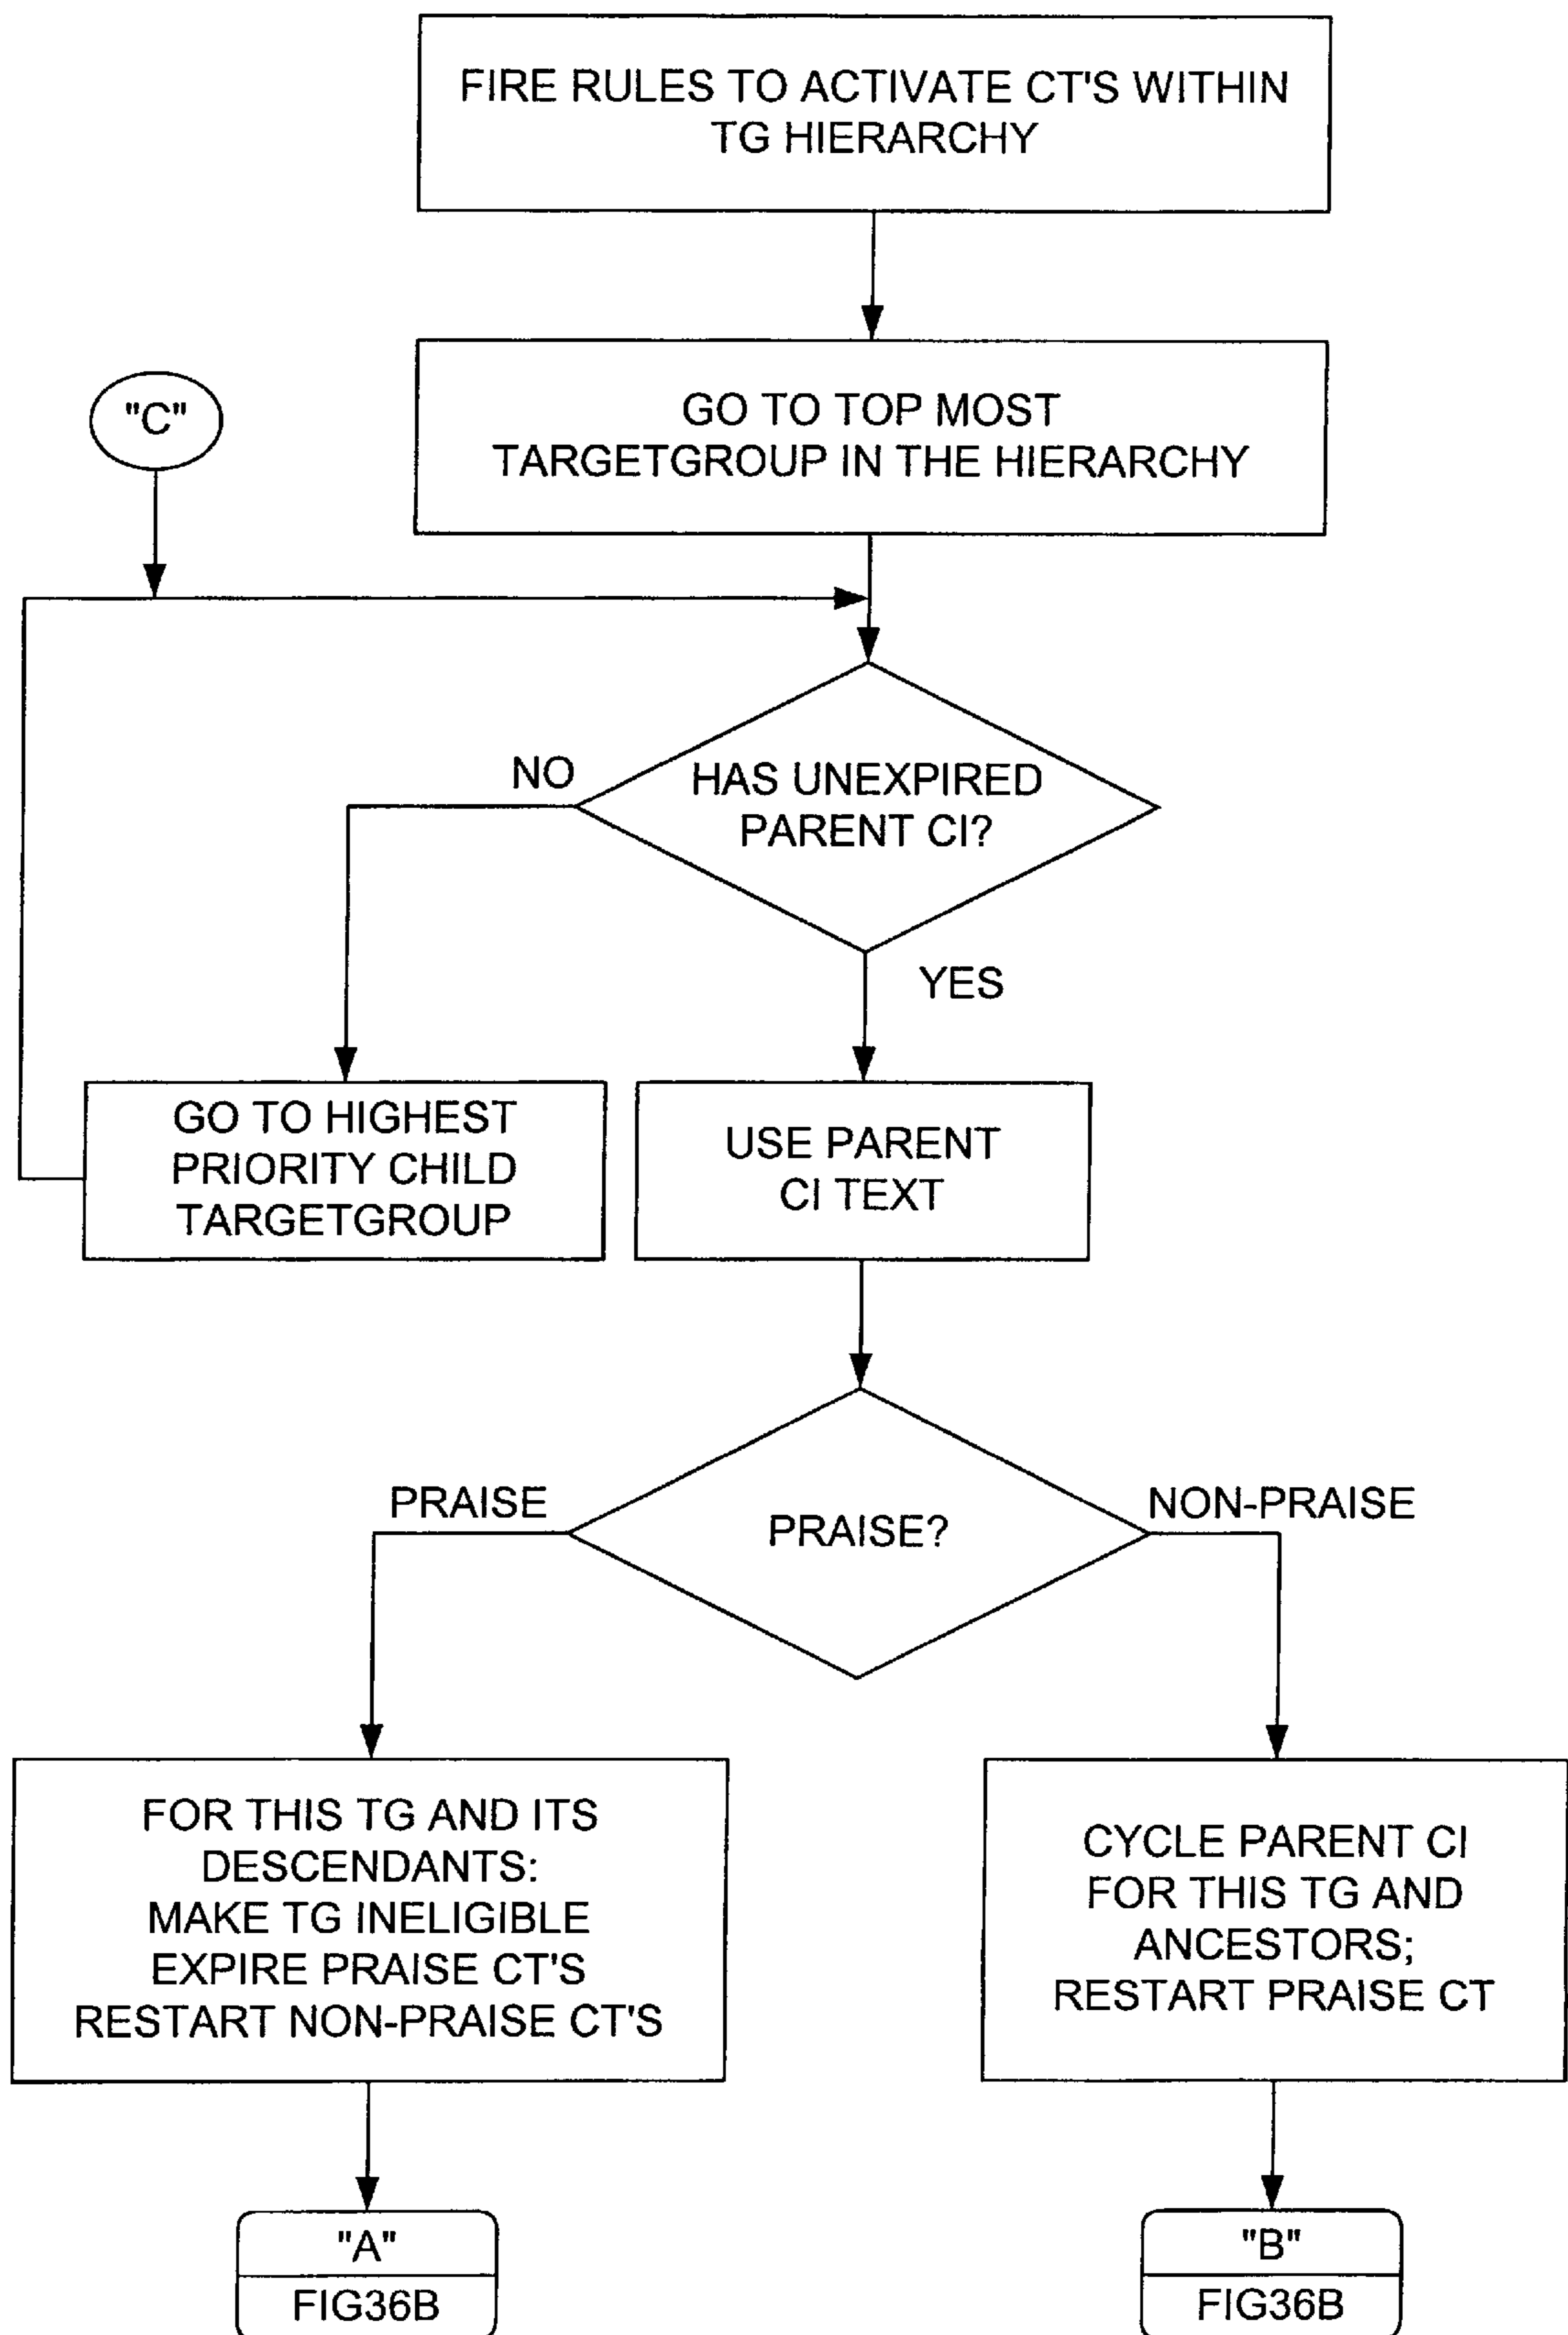 FIRE RULES TO ACTIVATE CT'S WITHIN
TG HIERARCHY
"C"
GO TO TOP MOST
TARGETGROUP IN THE HIERARCHY
NO
HAS UNEXPIRED
PARENT CI?
YES
GO TO HIGHEST
PRIORITY CHILD
TARGETGROUP
USE PARENT
CI TEXT
PRAISE
PRAISE?
NON-PRAISE
FOR THIS TG AND ITS
DESCENDANTS:
MAKE TG INELIGIBLE
EXPIRE PRAISE CT'S
RESTART NON-PRAISE CT'S
CYCLE PARENT CI
FOR THIS TG AND
ANCESTORS;
RESTART PRAISE CT
"A"
FIG36B
"B"
FIG36B